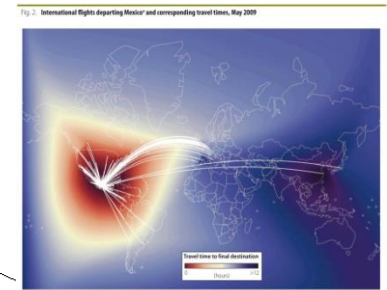 Fig. 2. International flights departing Mexico* and corresponding travel times, May 2009
Travel time to final destination
0 >12
(hours)